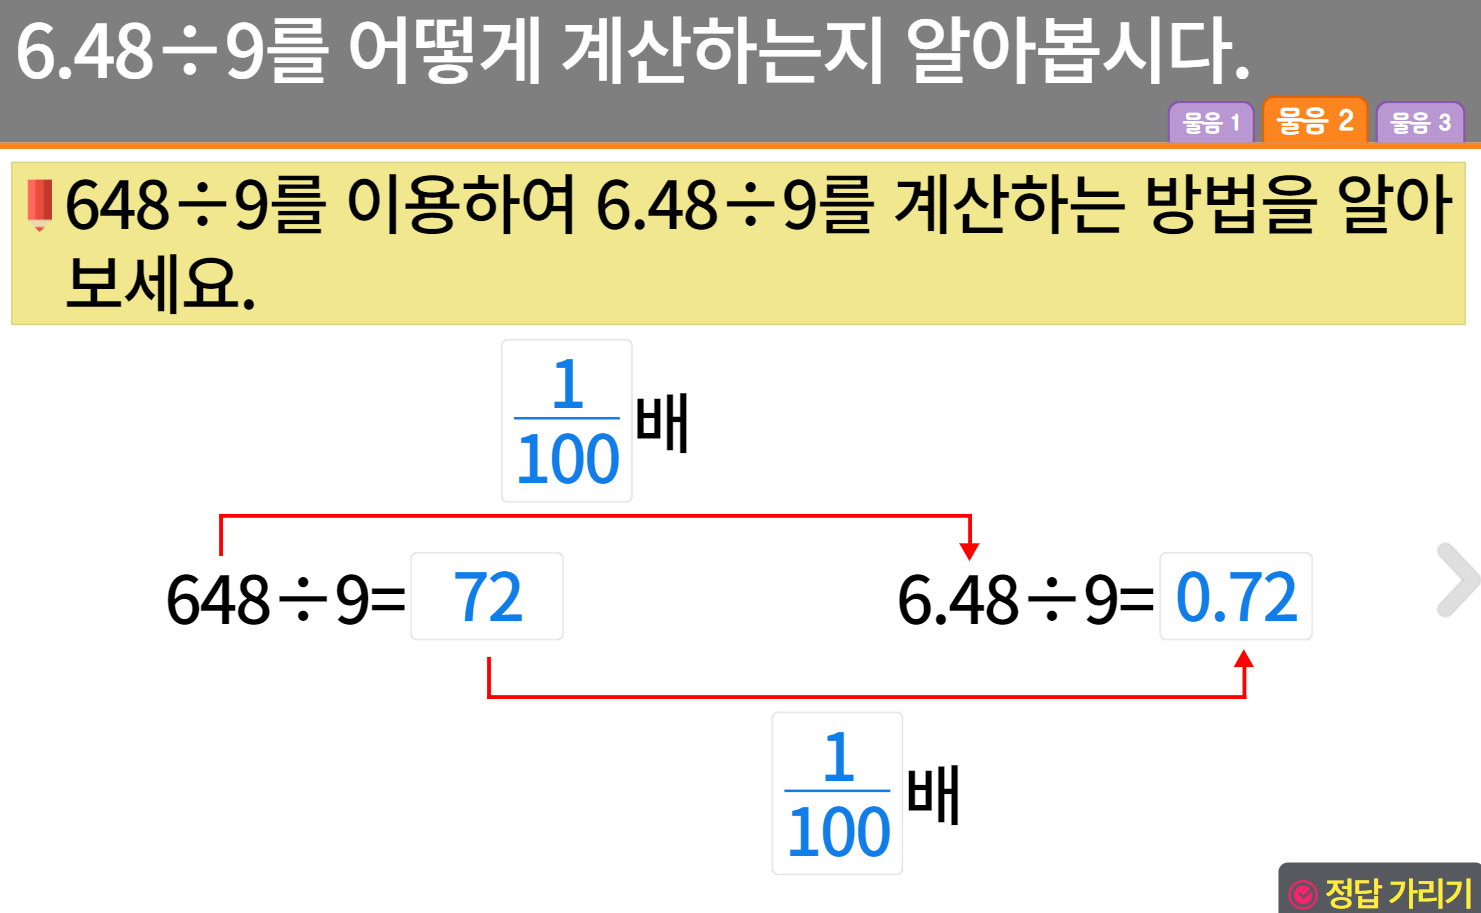 6.48÷9를 어떻게 계산하는지 알아봅시다.
물음 1 물음 2 물음 3
648÷9를 이용하여 6.48÷9를 계산하는 방법을 알아
보세요.
1
100
배
648÷9= 72
6.48÷9= 0.72
1
100
배
정답 가리기